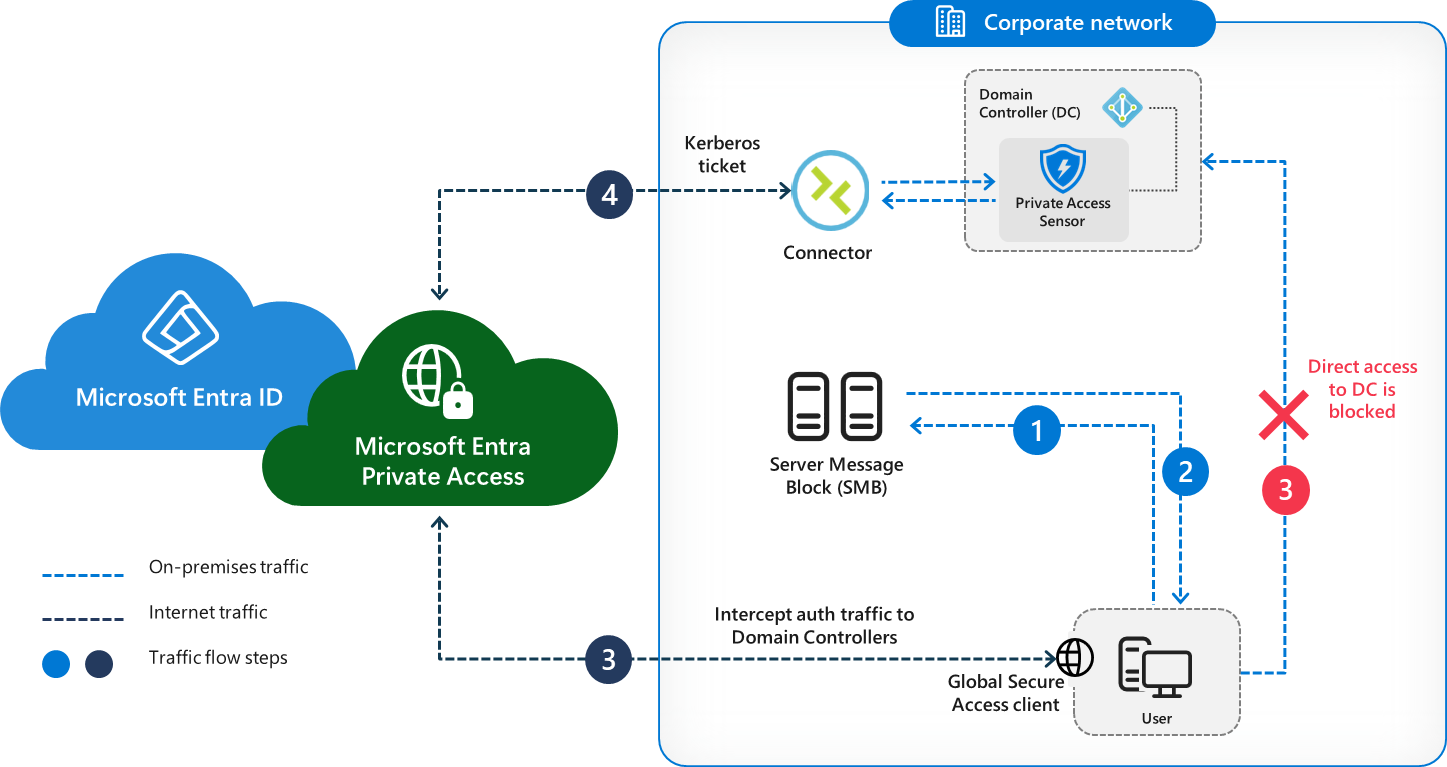 Corporate network
Domain
Controller (DC)
Kerberos
ticket
4
Private Access
Sensor
Connector
Microsoft Entra ID
Direct access
to DC is
blocked
1
Microsoft Entra
Private Access
Server Message
Block (SMB)
2
3
On-premises traffic
Internet traffic
Traffic flow steps
Intercept auth traffic to
Domain Controllers
3
Global Secure
Access client
User